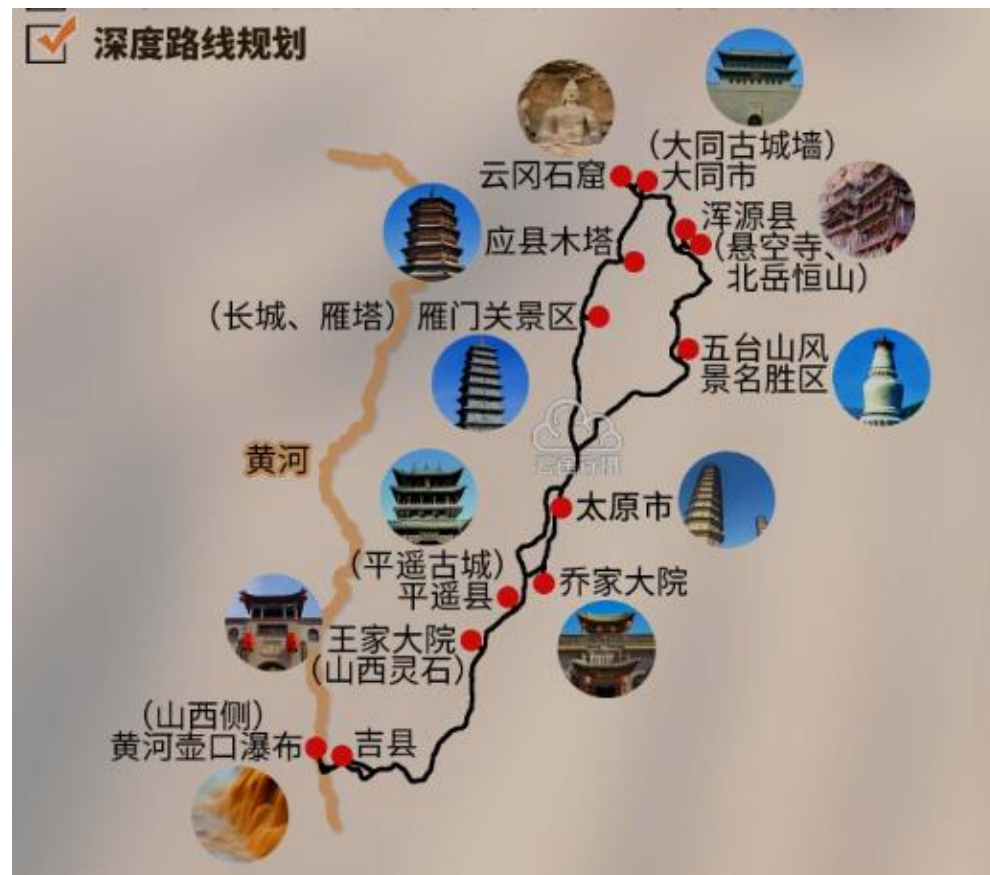 深度路线规划
（大同古城墙）
云冈石窟
大同市
浑源县
应县木塔
（悬空寺、
北岳恒山）
（长城、雁塔）雁门关景区
五台山风
景名胜区
黄河
太原市
（平遥古城）
平遥县
乔家大院
王家大院
（山西灵石）
（山西侧）
黄河壶口瀑布
吉县